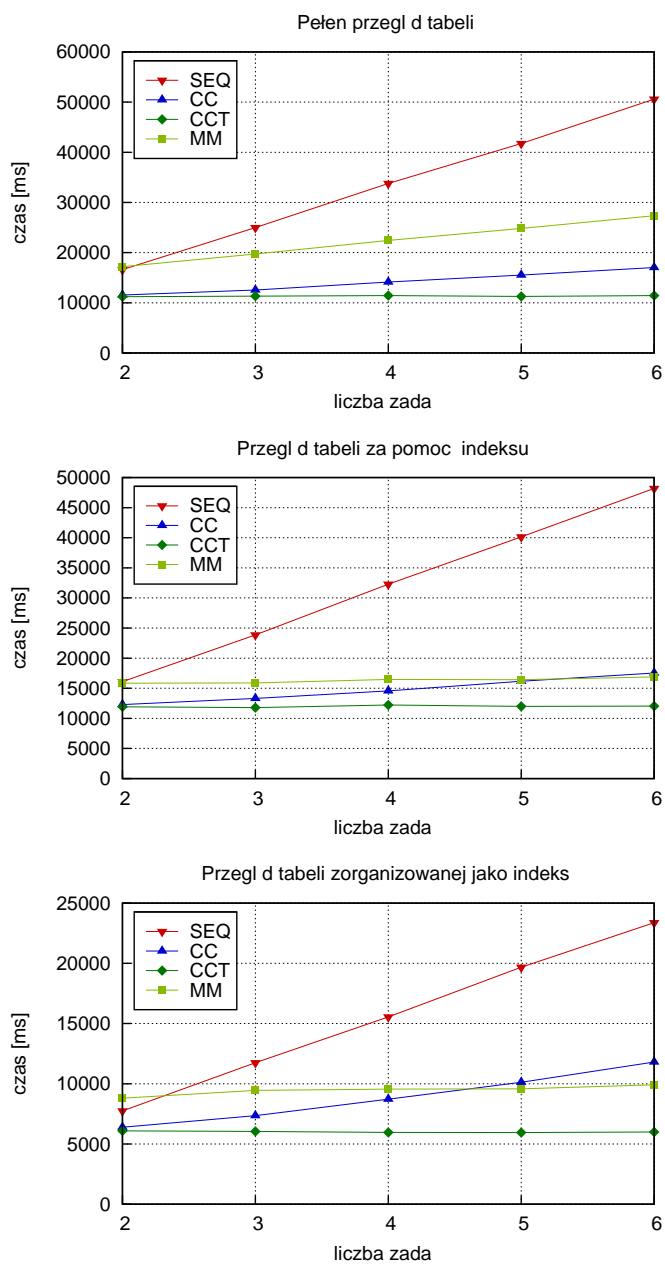 Pełen przegl d tabeli
60000
50000
40000
30000
20000
10000
0
czas [ms]
SEQ
CC
CCT
MM
2 3 4 5 6
liczba zada
Przegl d tabeli za pomoc indeksu
50000
45000
40000
35000
30000
25000
20000
15000
10000
5000
0
czas [ms]
SEQ
CC
CCT
MM
2 3 4 5 6
liczba zada
Przegl d tabeli zorganizowanej jako indeks
25000
20000
15000
10000
5000
0
czas [ms]
SEQ
CC
CCT
MM
2 3 4 5 6
liczba zada